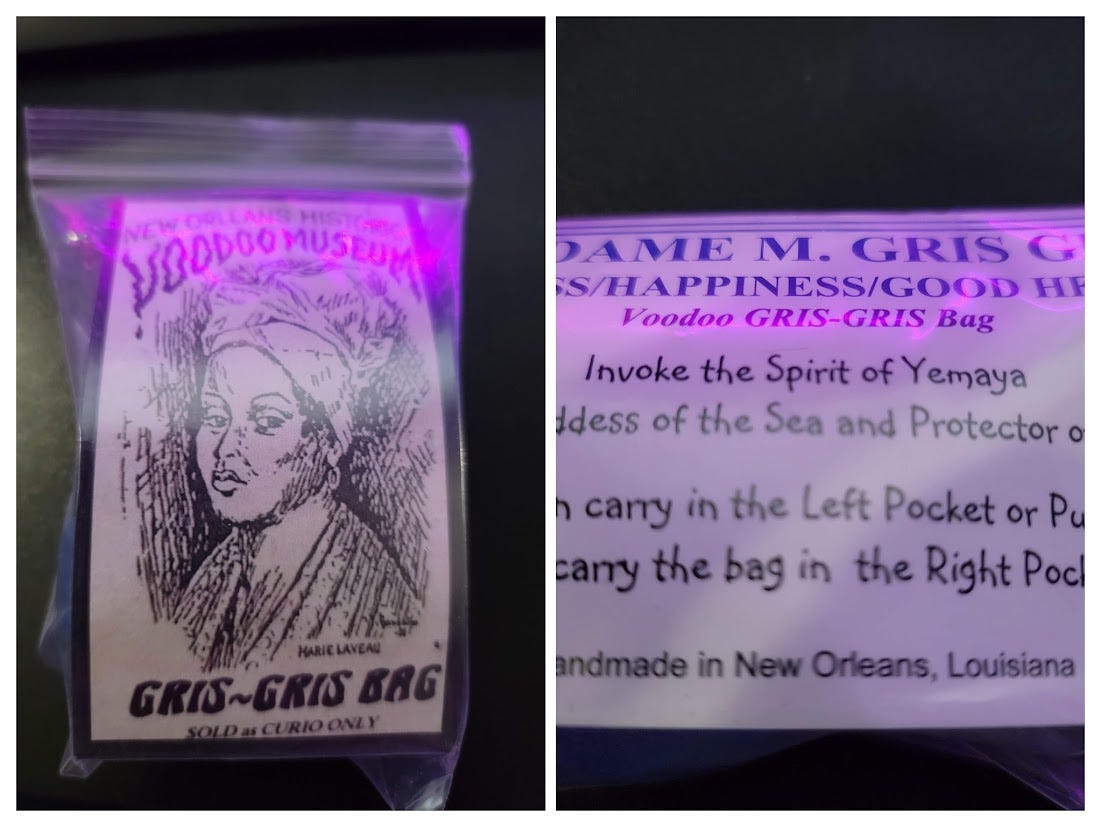 NEW ORLEANS HISTORIC
VOODOO MUSEUM
MARIE LAVEAU
GRIS~GRIS BAG
SOLD as CURIO ONLY
DAME M. GRIS G
SS/HAPPINESS/GOOD HE
Voodoo GRIS-GRIS Bag
Invoke the Spirit of Yemaya
ddess of the Sea and Protector o
h carry in the Left Pocket or Pu
carry the bag in the Right Pock
andmade in New Orleans, Louisiana